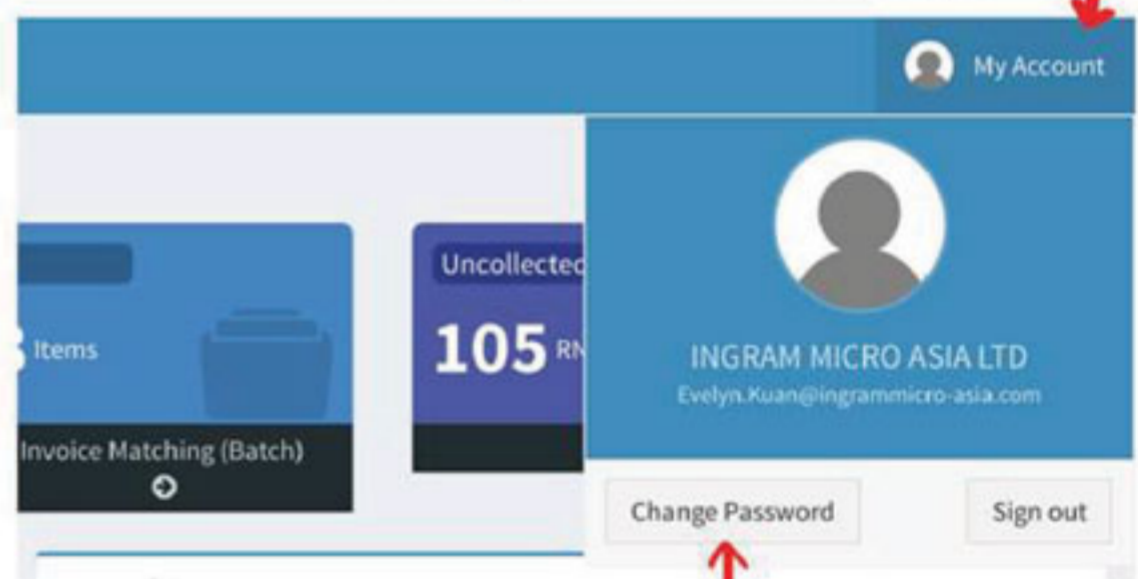 My Account
Uncollected
Items
105
INGRAM MICRO ASIA LTD
Evelyn.Kuan@ingrammicro-asia.com
Invoice Matching (Batch)
Change Password
Sign out